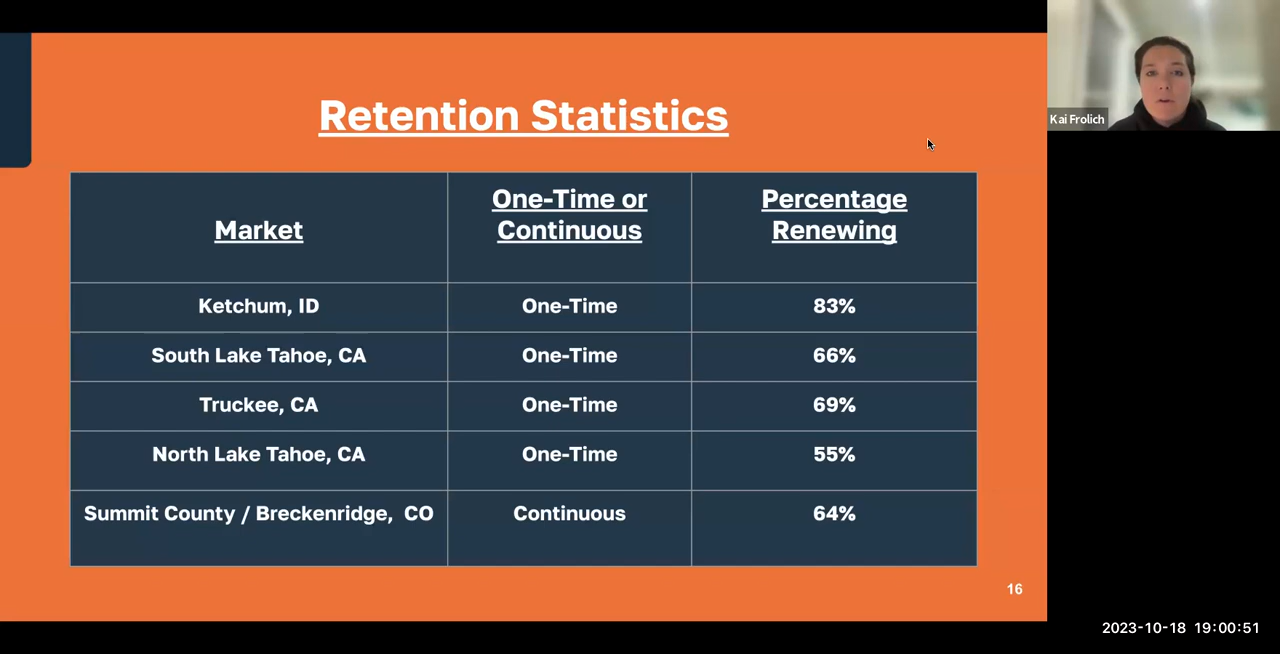 Retention Statistics
Market
One-Time or
Continuous
Percentage
Renewing
Ketchum, ID
One-Time
83%
South Lake Tahoe, CA
One-Time
66%
Truckee, CA
One-Time
69%
North Lake Tahoe, CA
One-Time
55%
Summit County / Breckenridge, CO
Continuous
64%
16
Kai Frolich
2023-10-18 19:00:51